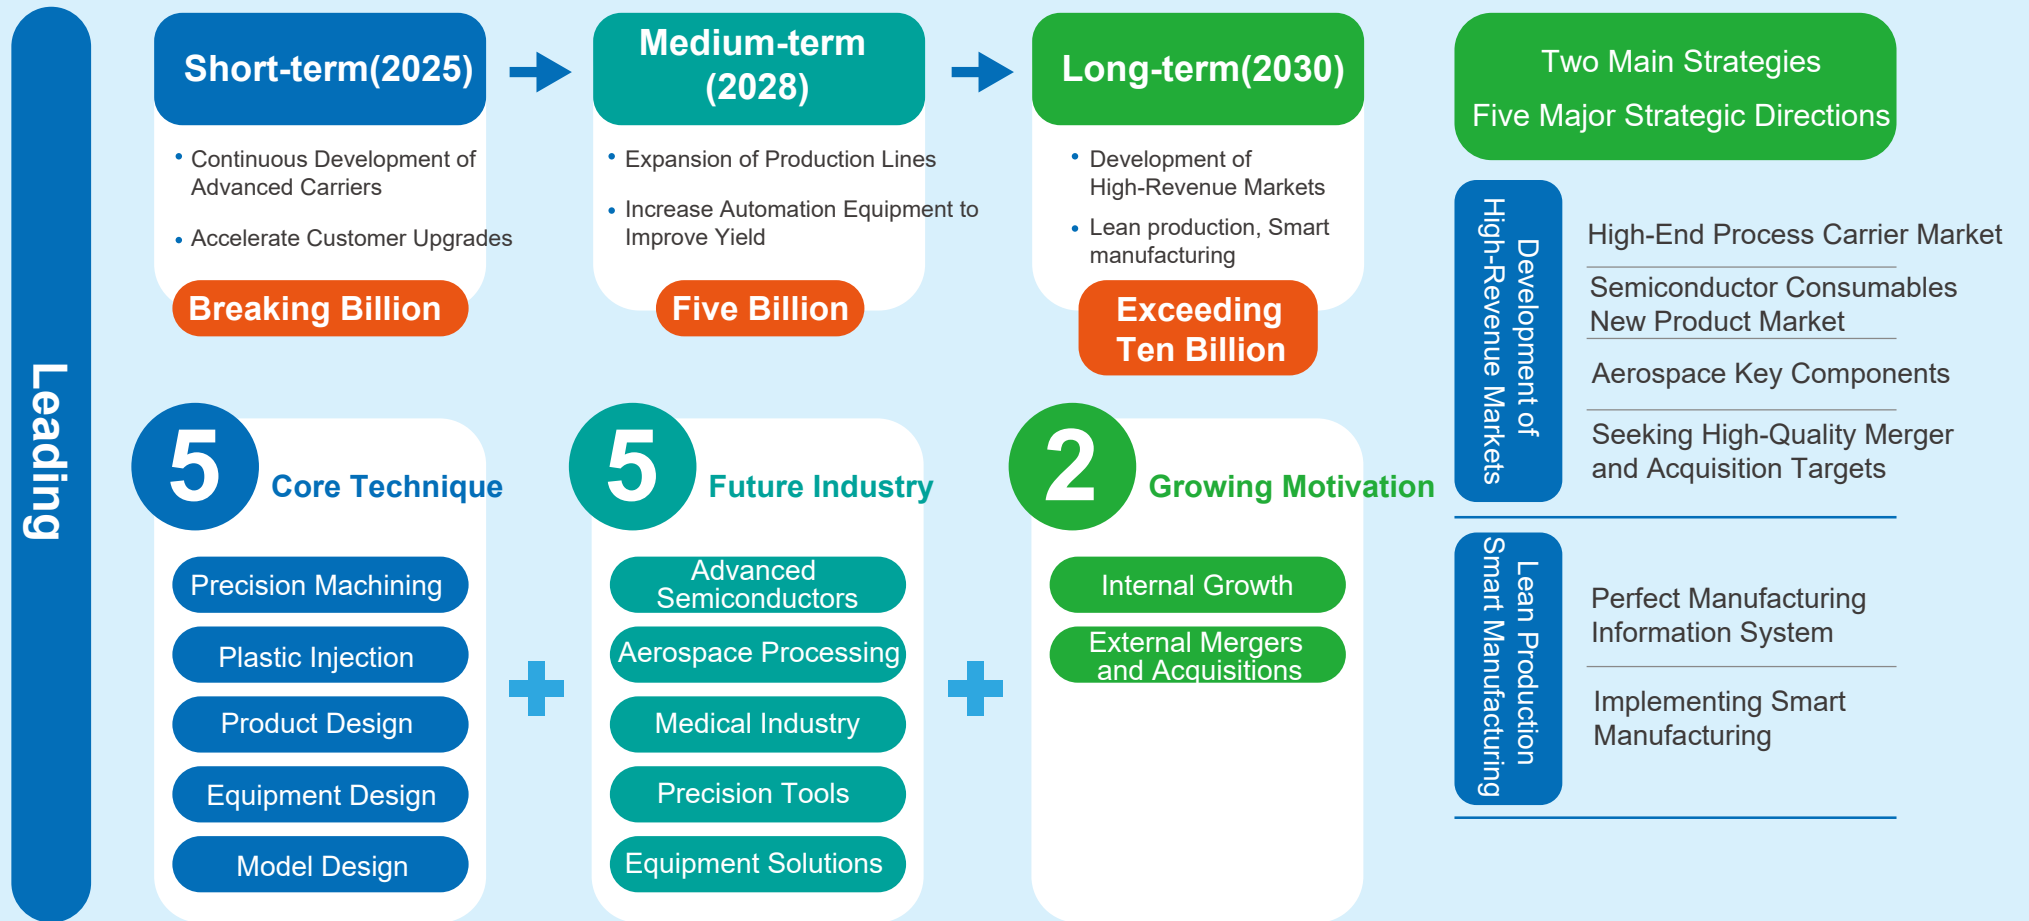 Leading
Short-term(2025)
• Continuous Development of
Advanced Carriers
• Accelerate Customer Upgrades
Breaking Billion
Medium-term
(2028)
• Expansion of Production Lines
• Increase Automation Equipment to
Improve Yield
Five Billion
Long-term(2030)
• Development of
High-Revenue Markets
• Lean production, Smart
manufacturing
Exceeding
Ten Billion
5
Core Technique
Precision Machining
Plastic Injection
Product Design
Equipment Design
Model Design
5
Future Industry
Advanced
Semiconductors
Aerospace Processing
Medical Industry
Precision Tools
Equipment Solutions
2
Growing Motivation
Internal Growth
External Mergers
and Acquisitions
Two Main Strategies
Five Major Strategic Directions
Development of
High-Revenue Markets
High-End Process Carrier Market
Semiconductor Consumables
New Product Market
Aerospace Key Components
Seeking High-Quality Merger
and Acquisition Targets
Lean Production
Smart Manufacturing
Perfect Manufacturing
Information System
Implementing Smart
Manufacturing